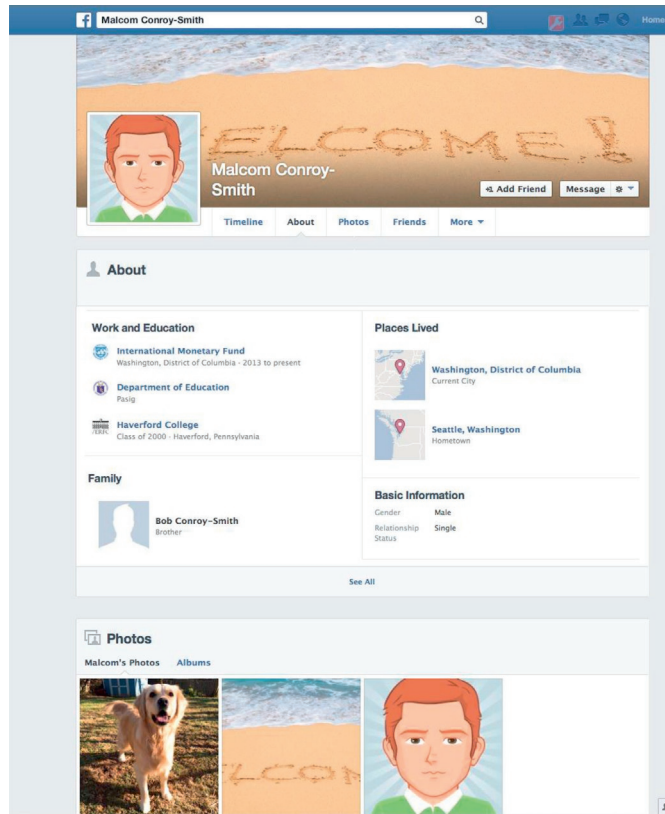 Malcom Conroy-Smith
Home
WELCOME!
Malcom Conroy-
Smith
Add Friend
Message
Timeline
About
Photos
Friends
More
About
Work and Education
International Monetary Fund
Washington, District of Columbia · 2013 to present
Department of Education
Pasig
Haverford College
Class of 2000 · Haverford, Pennsylvania
Family
Bob Conroy-Smith
Brother
Places Lived
Washington, District of Columbia
Current City
Seattle, Washington
Hometown
Basic Information
Gender Male
Relationship Single
Status
See All
Photos
Malcom's Photos
Albums